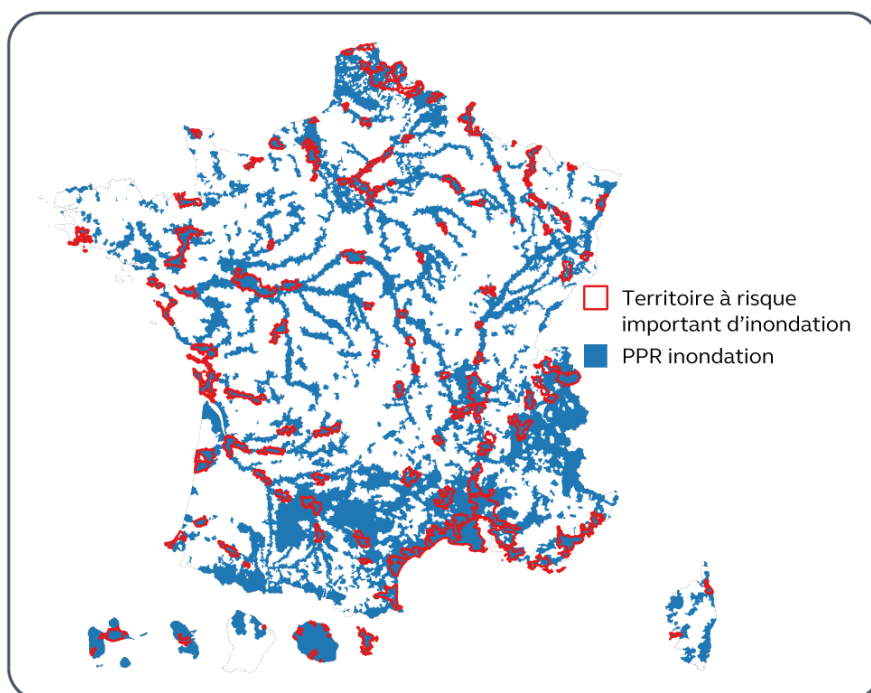 Territoire à risque
important d’inondation
PPR inondation